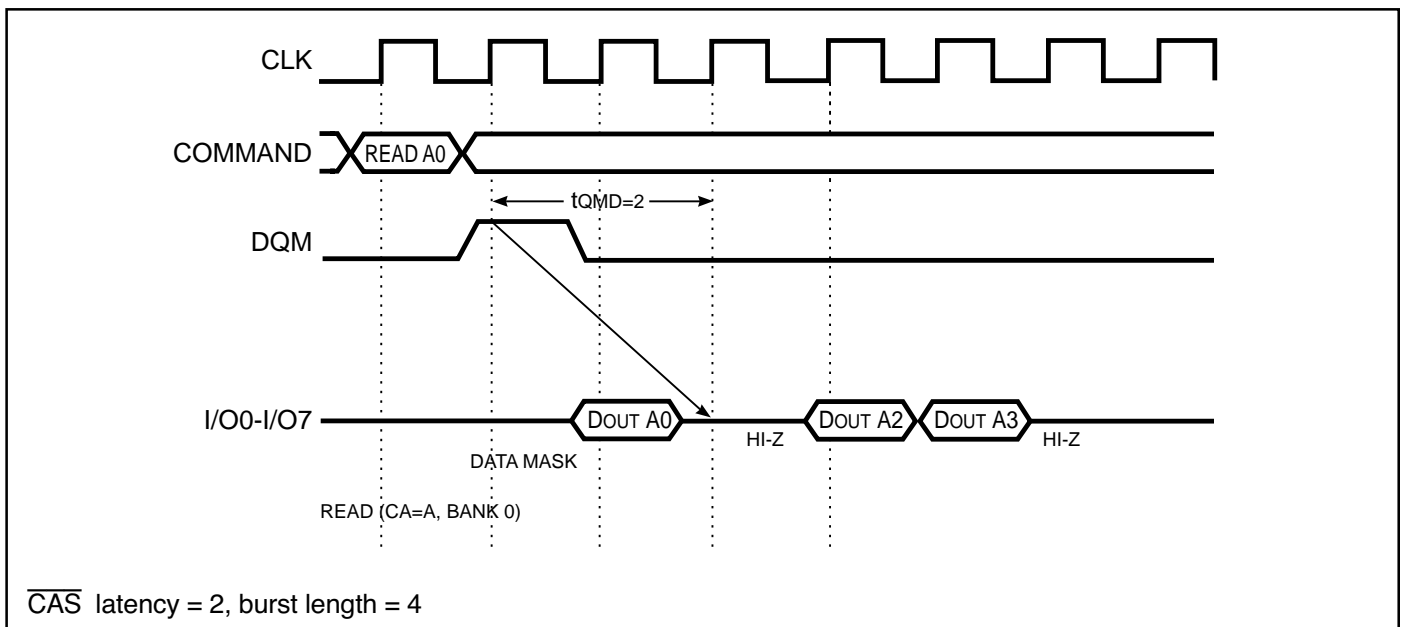 CLK
COMMAND
READ A0
tQMD=2
DQM
I/O0-I/O7
DOUT A0
HI-Z
DOUT A2
DOUT A3
HI-Z
DATA MASK
READ (CA=A, BANK 0)
CAS latency = 2, burst length = 4